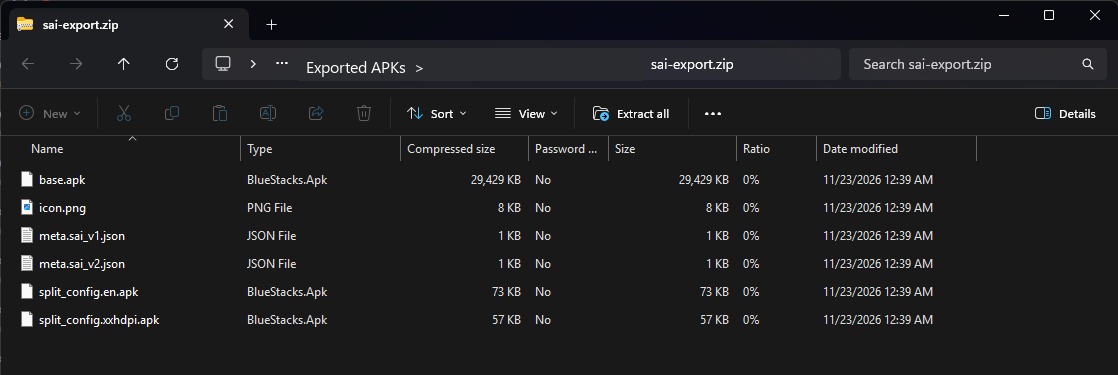 sai-export.zip
Exported APKs > sai-export.zip Search sai-export.zip
New Sort View Extract all Details
Name Type Compressed size Password ... Size Ratio Date modified
base.apk BlueStacks.Apk 29,429 KB No 29,429 KB 0% 11/23/2026 12:39 AM
icon.png PNG File 8 KB No 8 KB 0% 11/23/2026 12:39 AM
meta.sai_v1.json JSON File 1 KB No 1 KB 0% 11/23/2026 12:39 AM
meta.sai_v2.json JSON File 1 KB No 1 KB 0% 11/23/2026 12:39 AM
split_config.en.apk BlueStacks.Apk 73 KB No 73 KB 0% 11/23/2026 12:39 AM
split_config.xxhdpi.apk BlueStacks.Apk 57 KB No 57 KB 0% 11/23/2026 12:39 AM